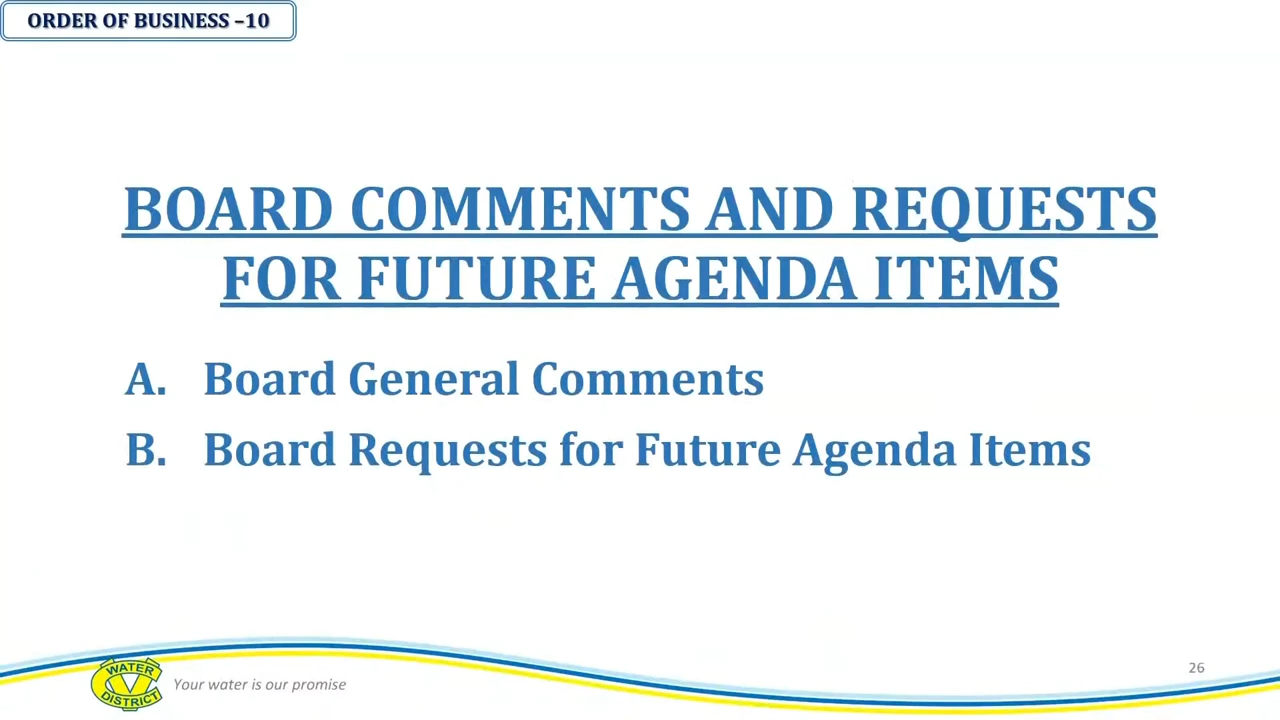 ORDER OF BUSINESS –10
BOARD COMMENTS AND REQUESTS
FOR FUTURE AGENDA ITEMS
A. Board General Comments
B. Board Requests for Future Agenda Items
WATER
DISTRICT
Your water is our promise
26